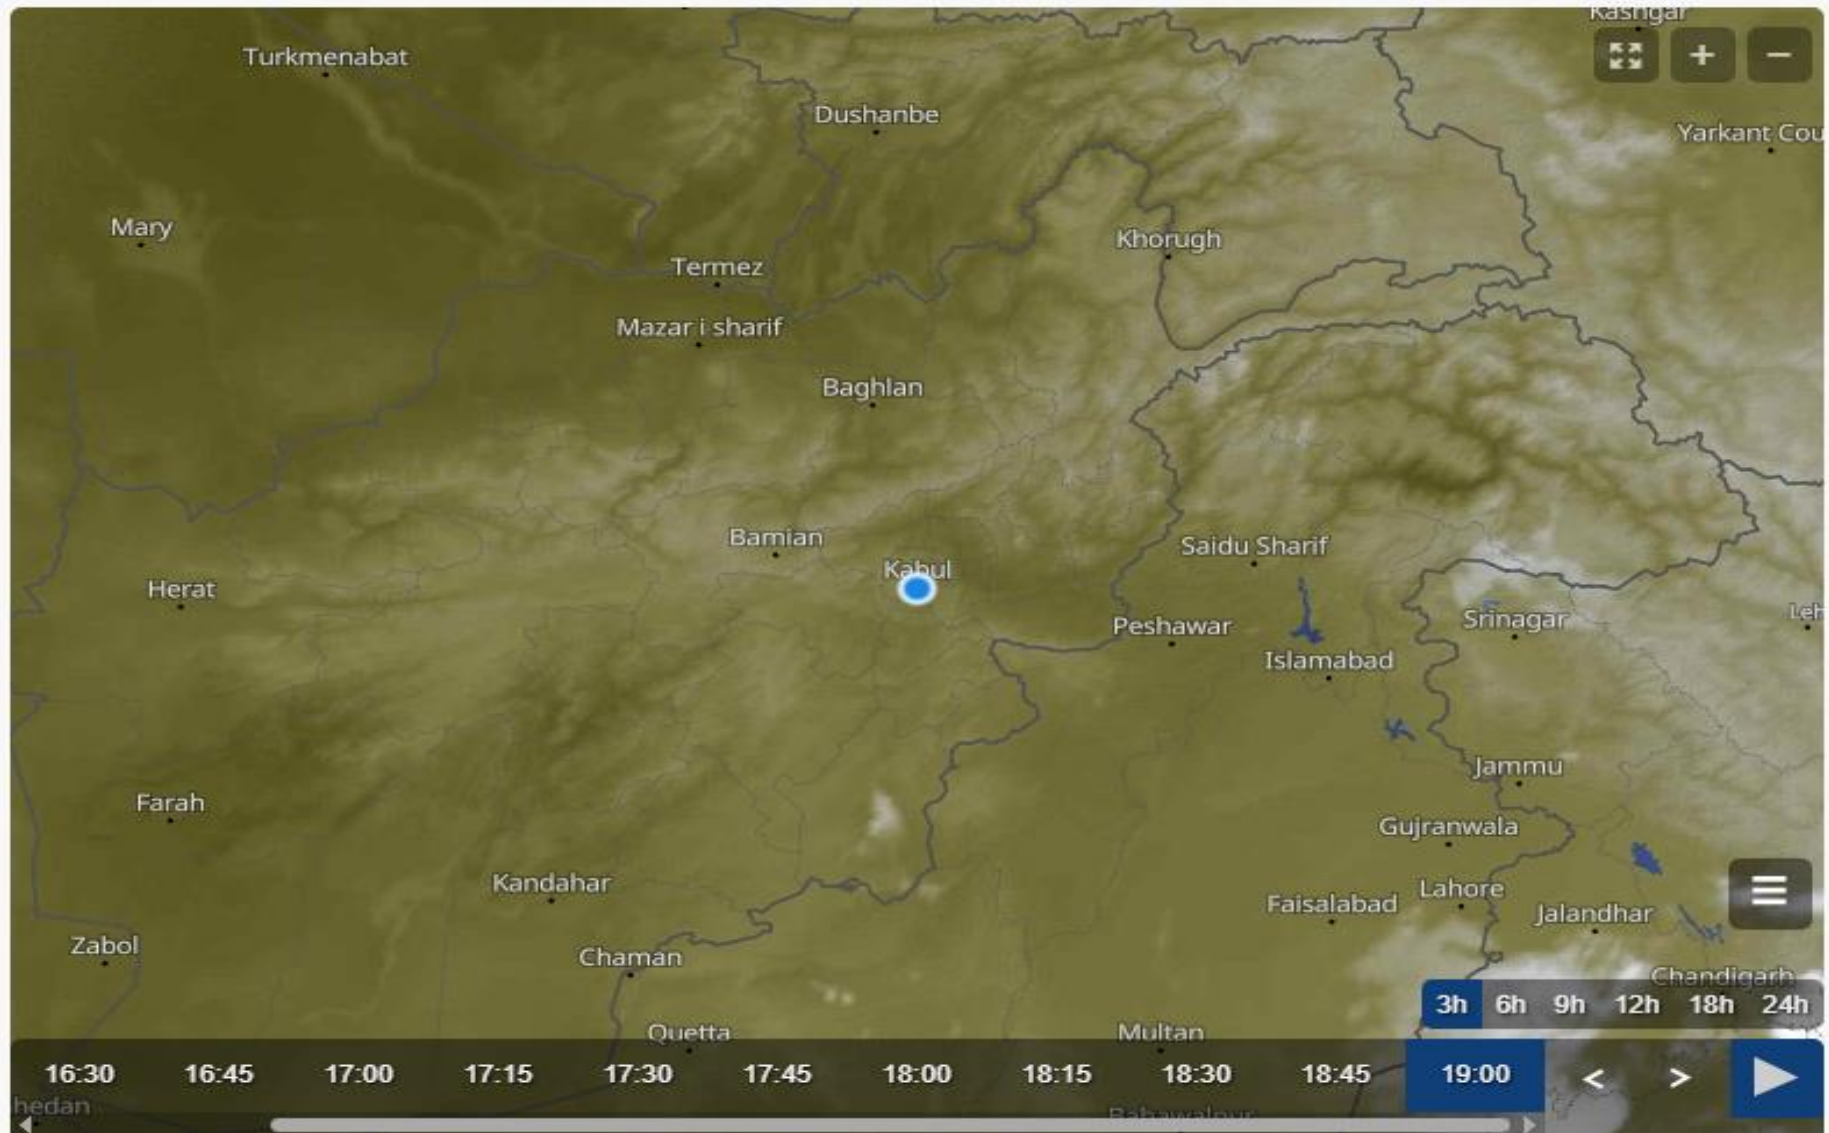 Kashgar
Turkmenabat
Dushanbe
Yarkant Cou
Mary
Khorugh
Termez
Mazar i sharif
Baghlan
Bamian
Saidu Sharif
Kabul
Herat
Srinagar
Leh
Peshawar
Islamabad
Jammu
Farah
Gujranwala
Kandahar
Lahore
Faisalabad
Jalandhar
Zabol
Chaman
Chandigarh
3h 6h 9h 12h 18h 24h
Quetta
Multan
16:30 16:45 17:00 17:15 17:30 17:45 18:00 18:15 18:30 18:45 19:00 < >
hedan
Bahawalpur